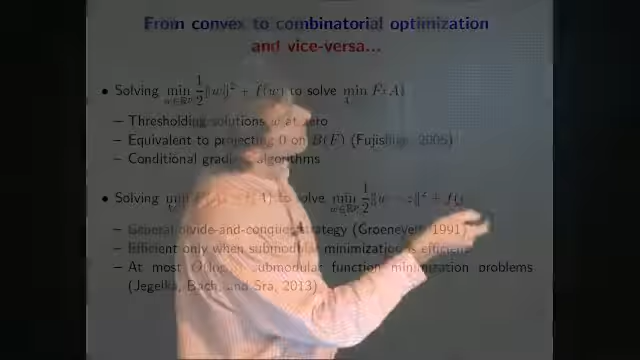 From convex to combinatorial optimization
and vice-versa...
• Solving min w∈ℝᵖ 1/2 ‖w‖² + f(w) to solve min A F(A)
– Thresholding solutions w at zero
– Equivalent to projecting 0 on B(F) (Fujishige, 2005)
– Conditional gradient algorithms
• Solving to solve min w∈ℝᵖ 1/2 ‖w − z‖² + f(
– General divide-and-conquer strategy (Groenevelt, 1991)
– Efficient only when submodular minimization is efficient
– At most submodular function minimization problems
(Jegelka, Bach, and Sra, 2013)